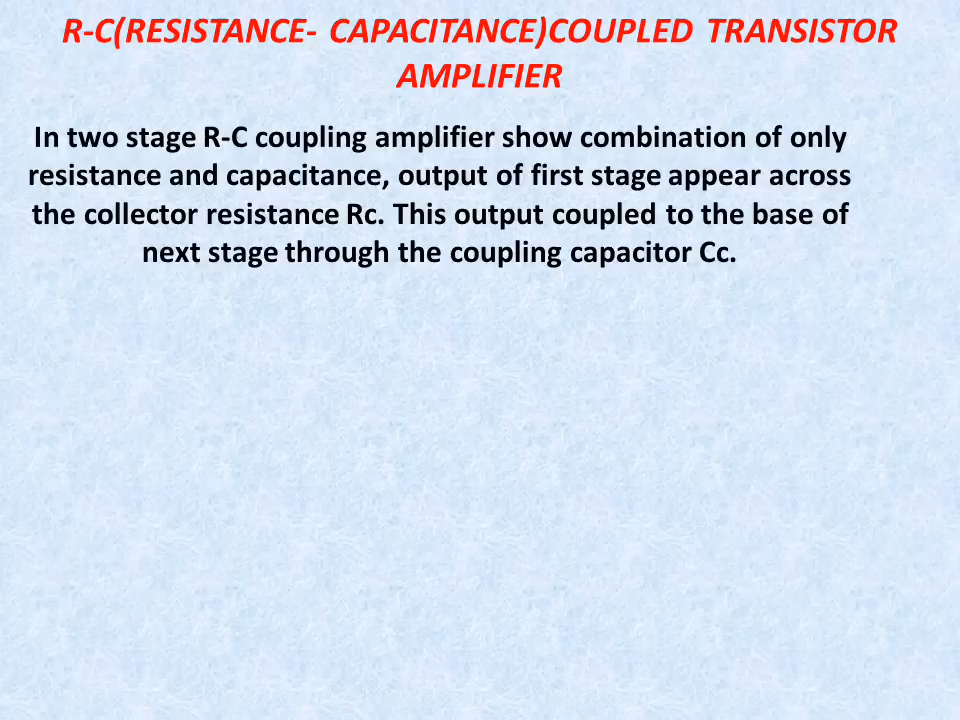 R-C(RESISTANCE- CAPACITANCE)COUPLED TRANSISTOR
AMPLIFIER
In two stage R-C coupling amplifier show combination of only
resistance and capacitance, output of first stage appear across
the collector resistance Rc. This output coupled to the base of
next stage through the coupling capacitor Cc.